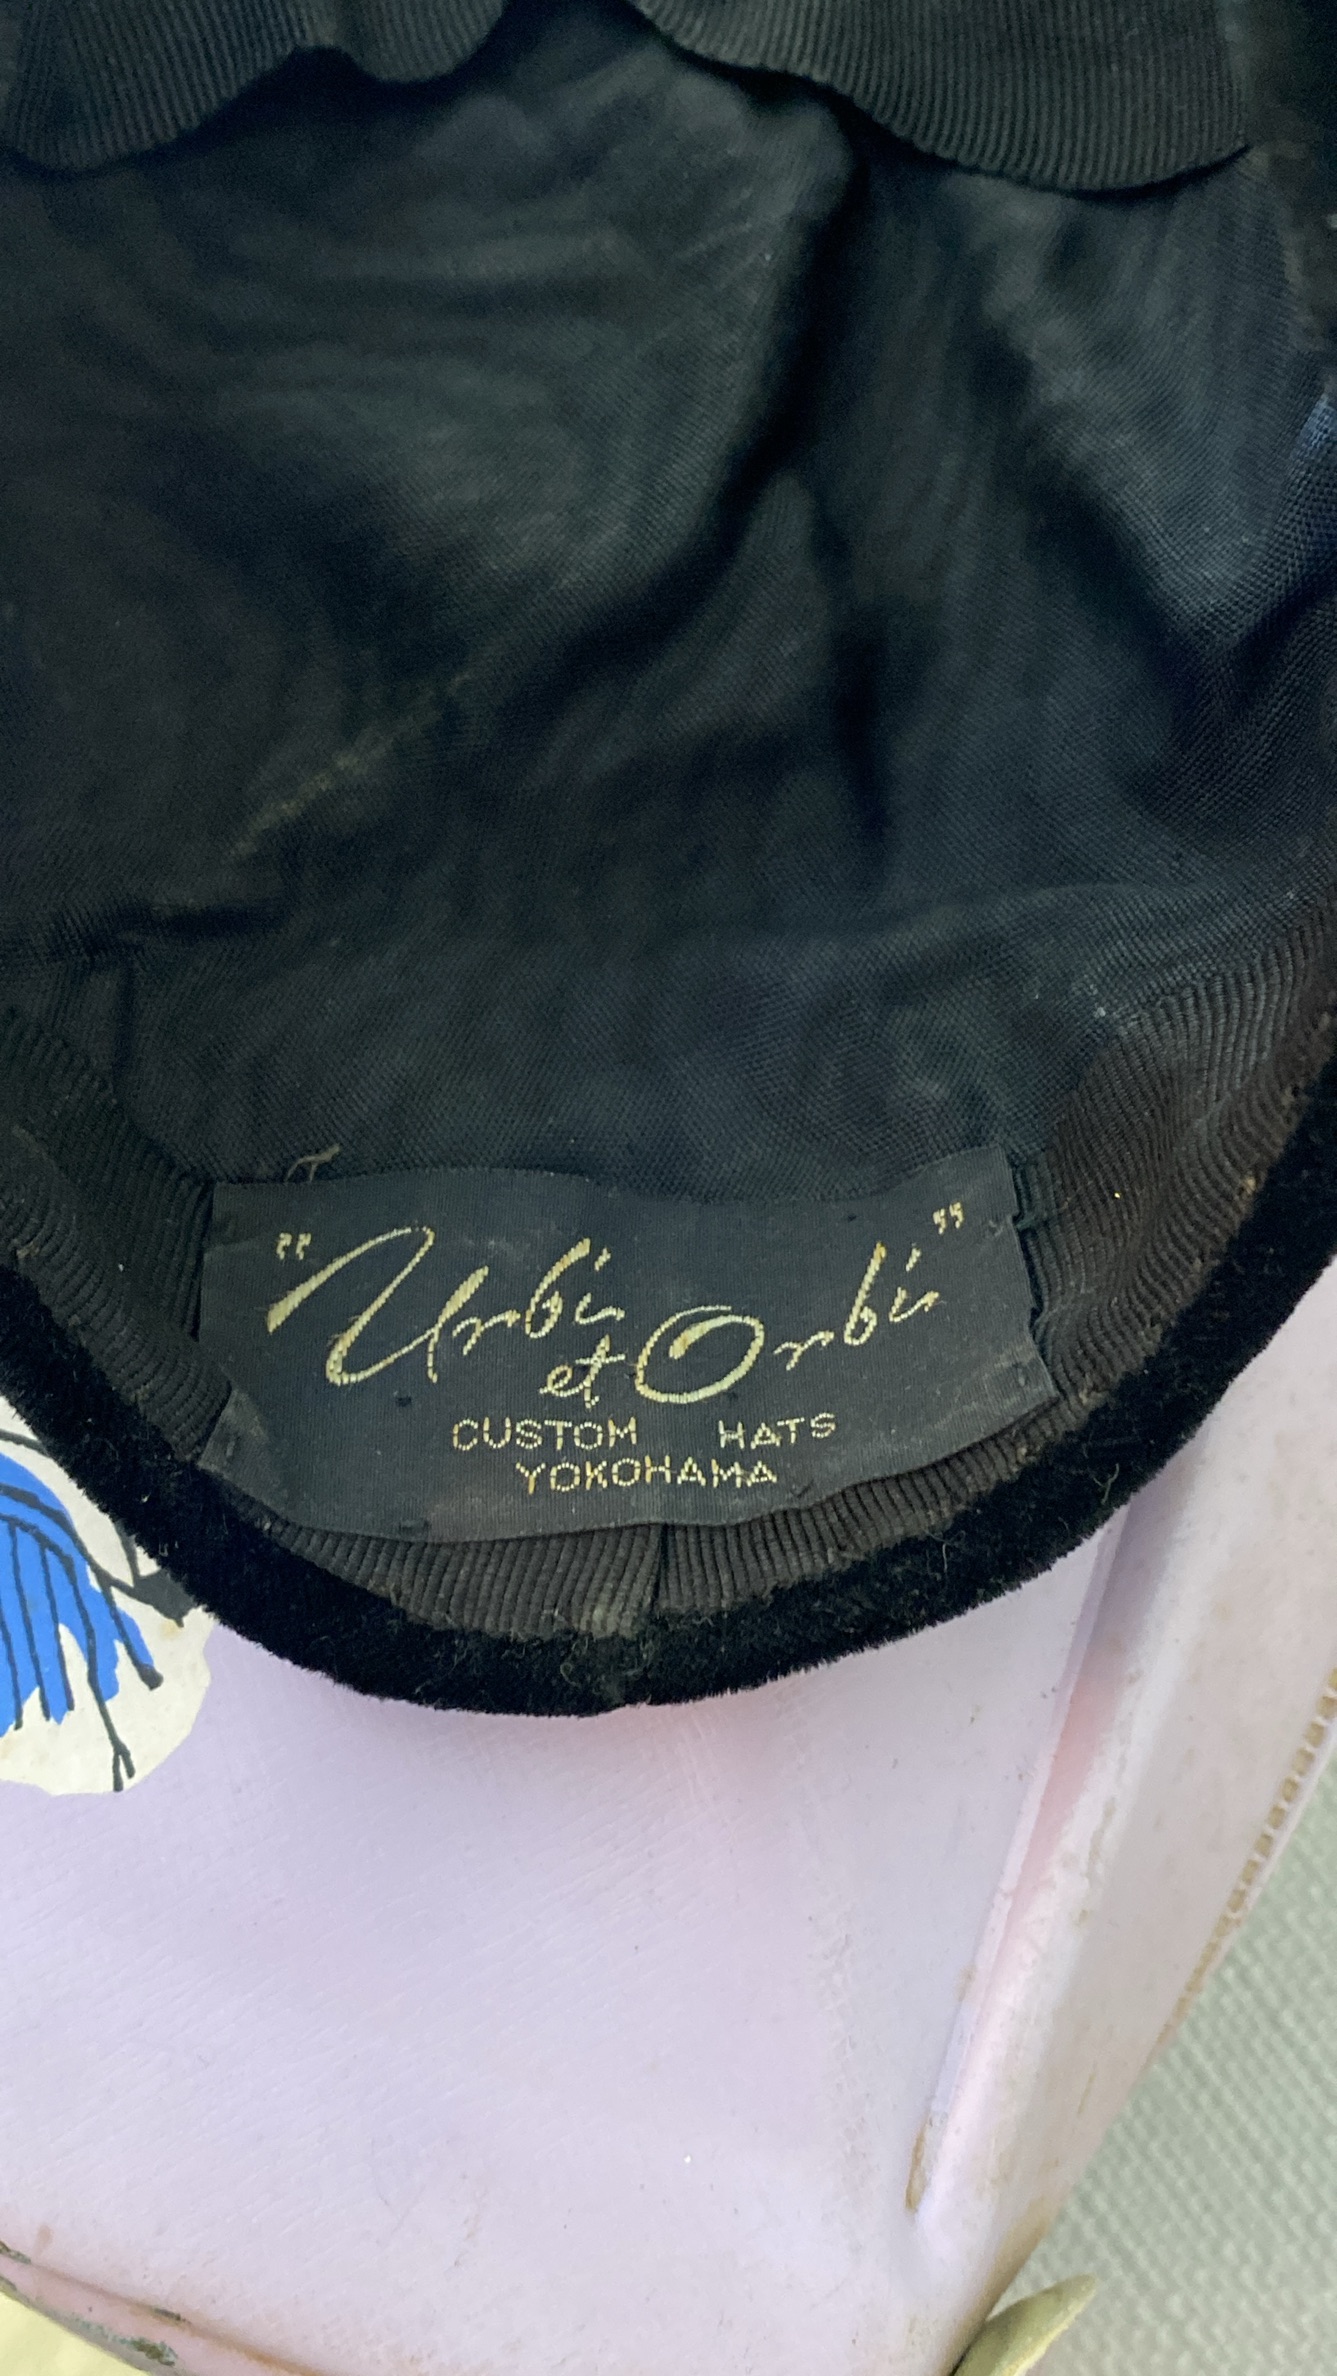 "Urbi et Orbi"
CUSTOM HATS
YOKOHAMA